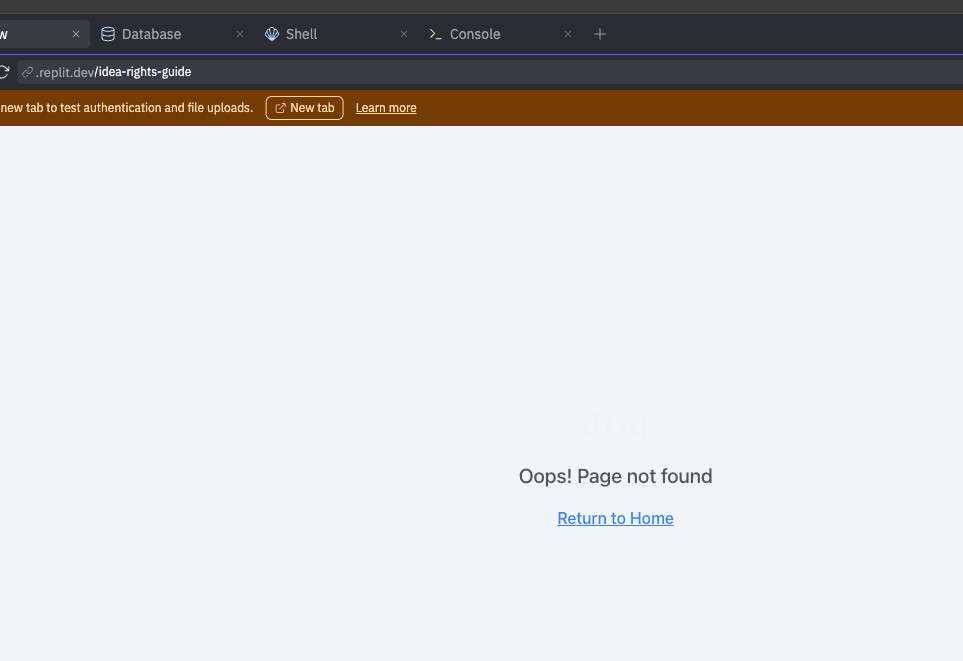 w Database Shell Console
.replit.dev/idea-rights-guide
new tab to test authentication and file uploads. New tab Learn more
404
Oops! Page not found
Return to Home